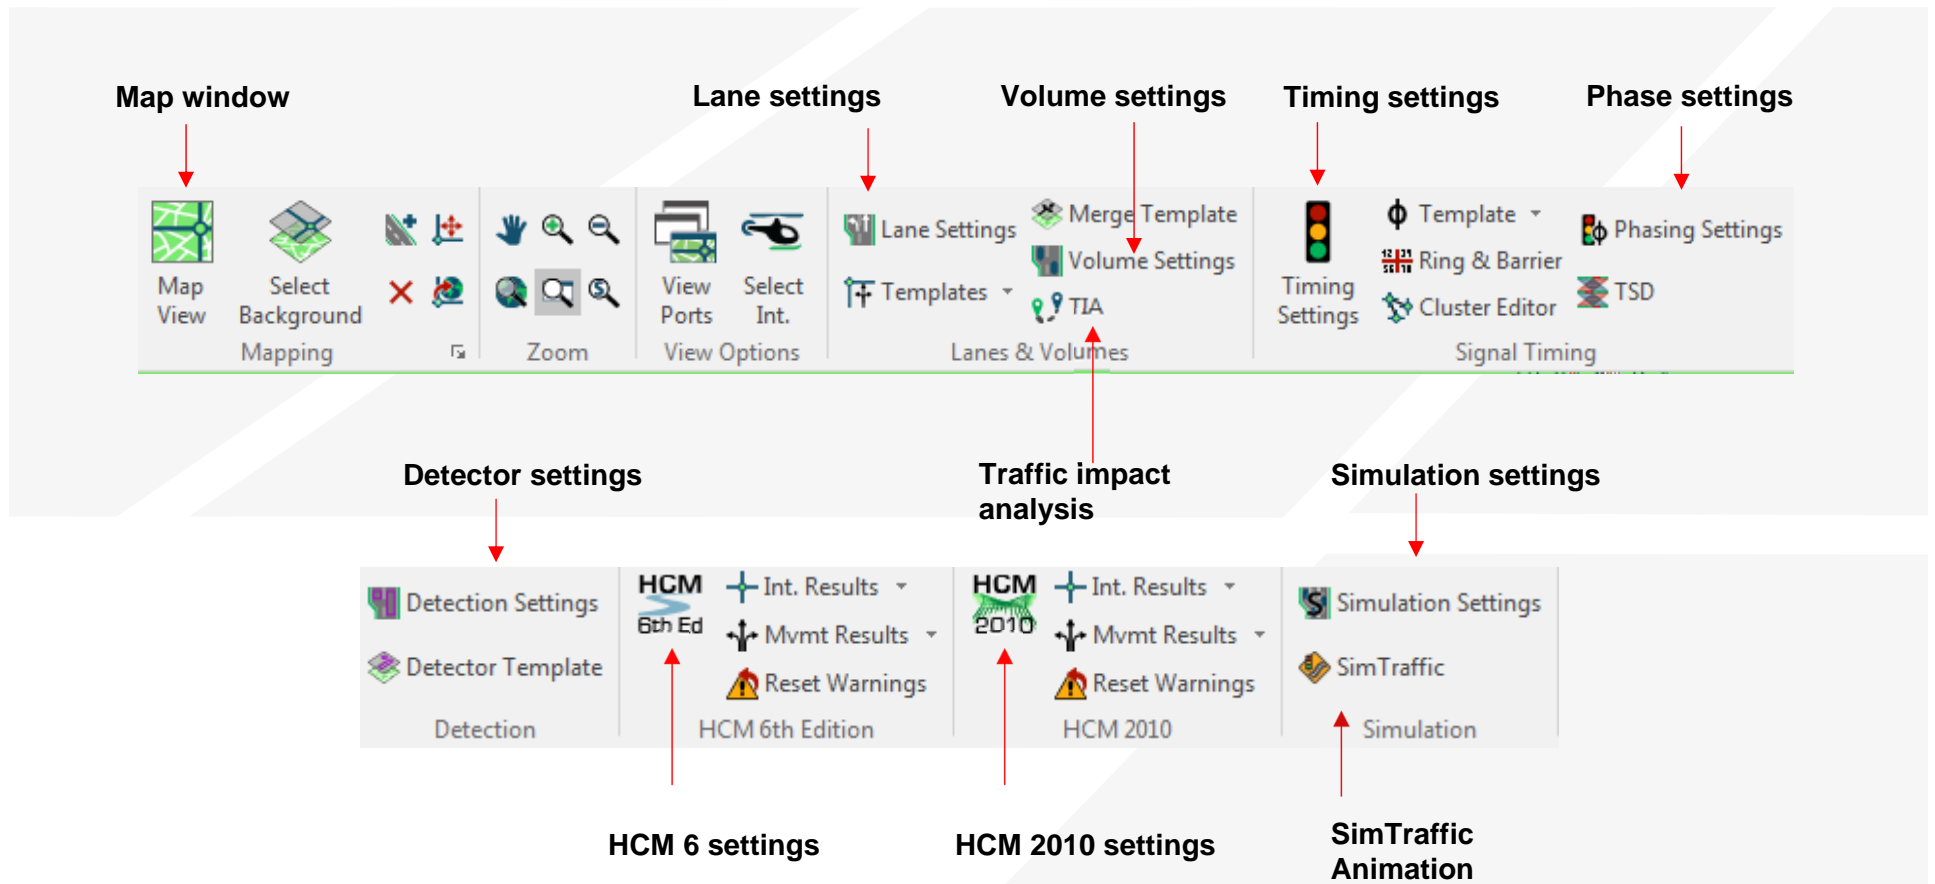 Map window
Lane settings
Volume settings
Timing settings
Phase settings
Map
View
Select
Background
Mapping
Zoom
View
Ports
Select
Int.
View Options
Lane Settings
Templates
Merge Template
Volume Settings
TIA
Lanes & Volumes
Timing
Settings
Template
Ring & Barrier
Cluster Editor
Phasing Settings
TSD
Signal Timing
Detector settings
Traffic impact
analysis
Simulation settings
Detection Settings
Detector Template
Detection
HCM
6th Ed
Int. Results
Mvmt Results
Reset Warnings
HCM 6th Edition
HCM
2010
Int. Results
Mvmt Results
Reset Warnings
HCM 2010
Simulation Settings
SimTraffic
Simulation
HCM 6 settings
HCM 2010 settings
SimTraffic
Animation